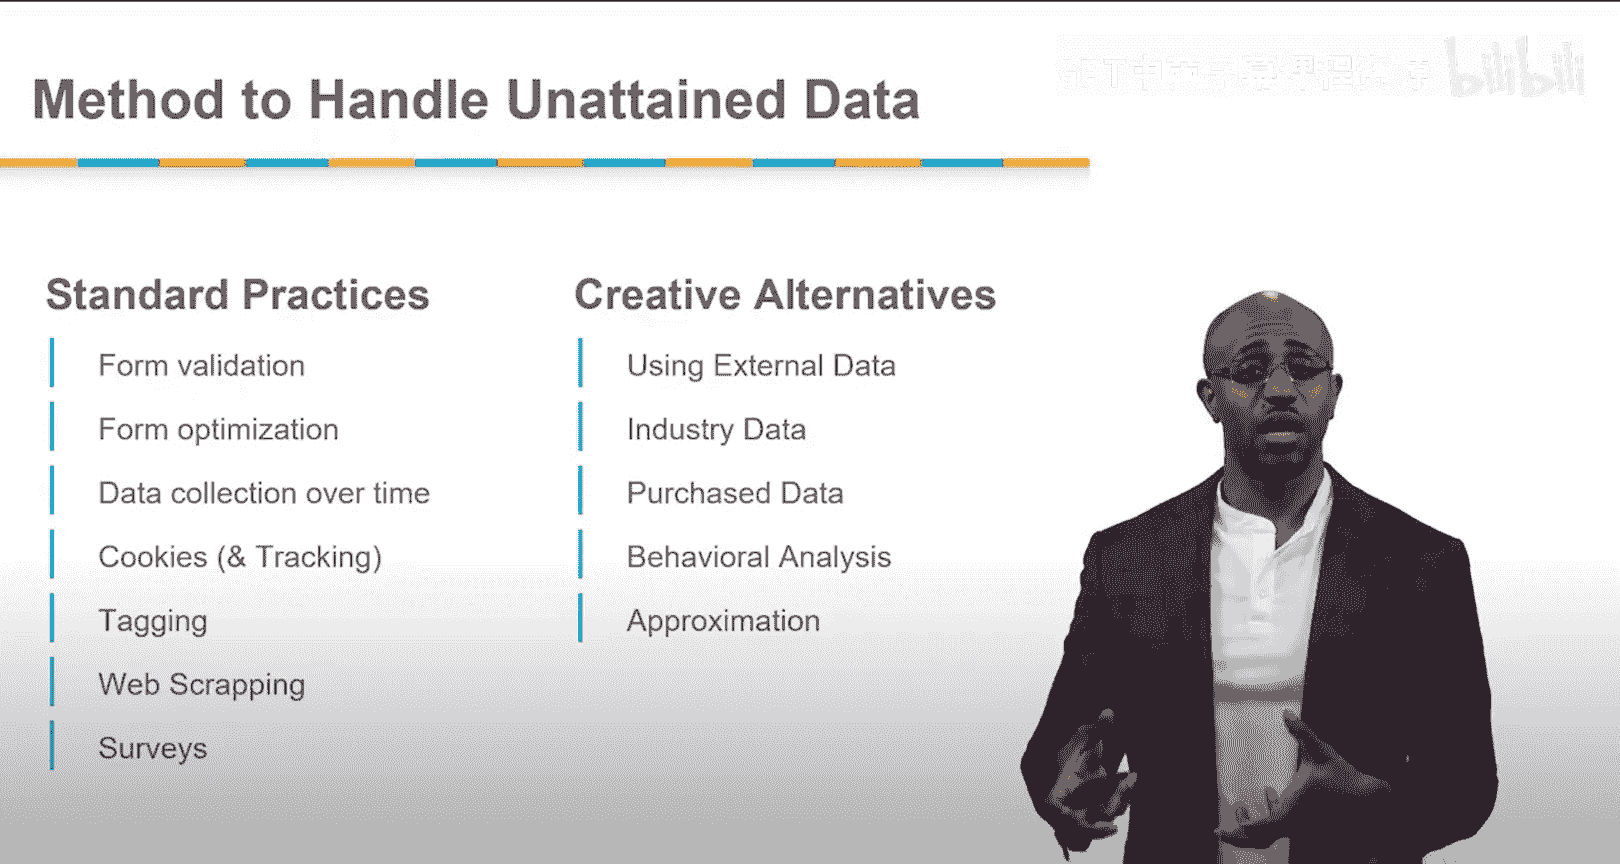 Method to Handle Unattained Data
Standard Practices
Form validation
Form optimization
Data collection over time
Cookies (& Tracking)
Tagging
Web Scrapping
Surveys
Creative Alternatives
Using External Data
Industry Data
Purchased Data
Behavioral Analysis
Approximation
bilibili